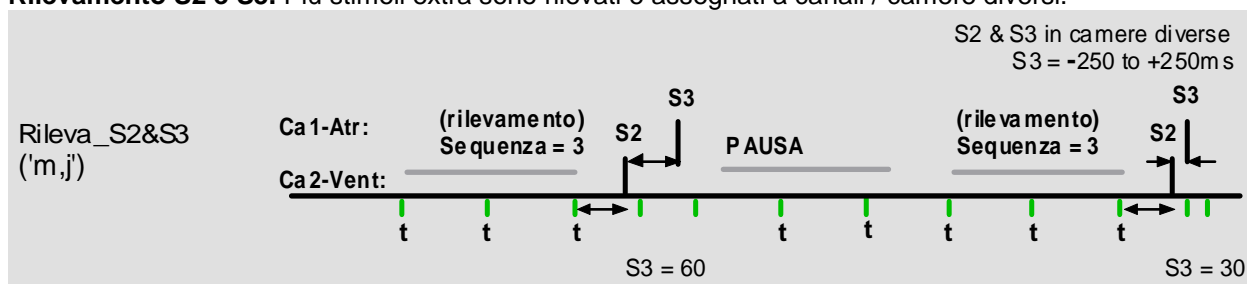 Rilevamento S2 e S3. Più stimoli extra sono rilevati e assegnati a canali / camere diversi.
S2 & S3 in camere diverse
S3 = -250 to +250ms
Rileva_S2&S3
('m,j')
Ca1-Atr:
Ca2-Vent:
(rilevamento)
Sequenza = 3
S2
S3
PAUSA
(rilevamento)
Sequenza = 3
S2
S3
t t t t t t t t
S3 = 60
S3 = 30